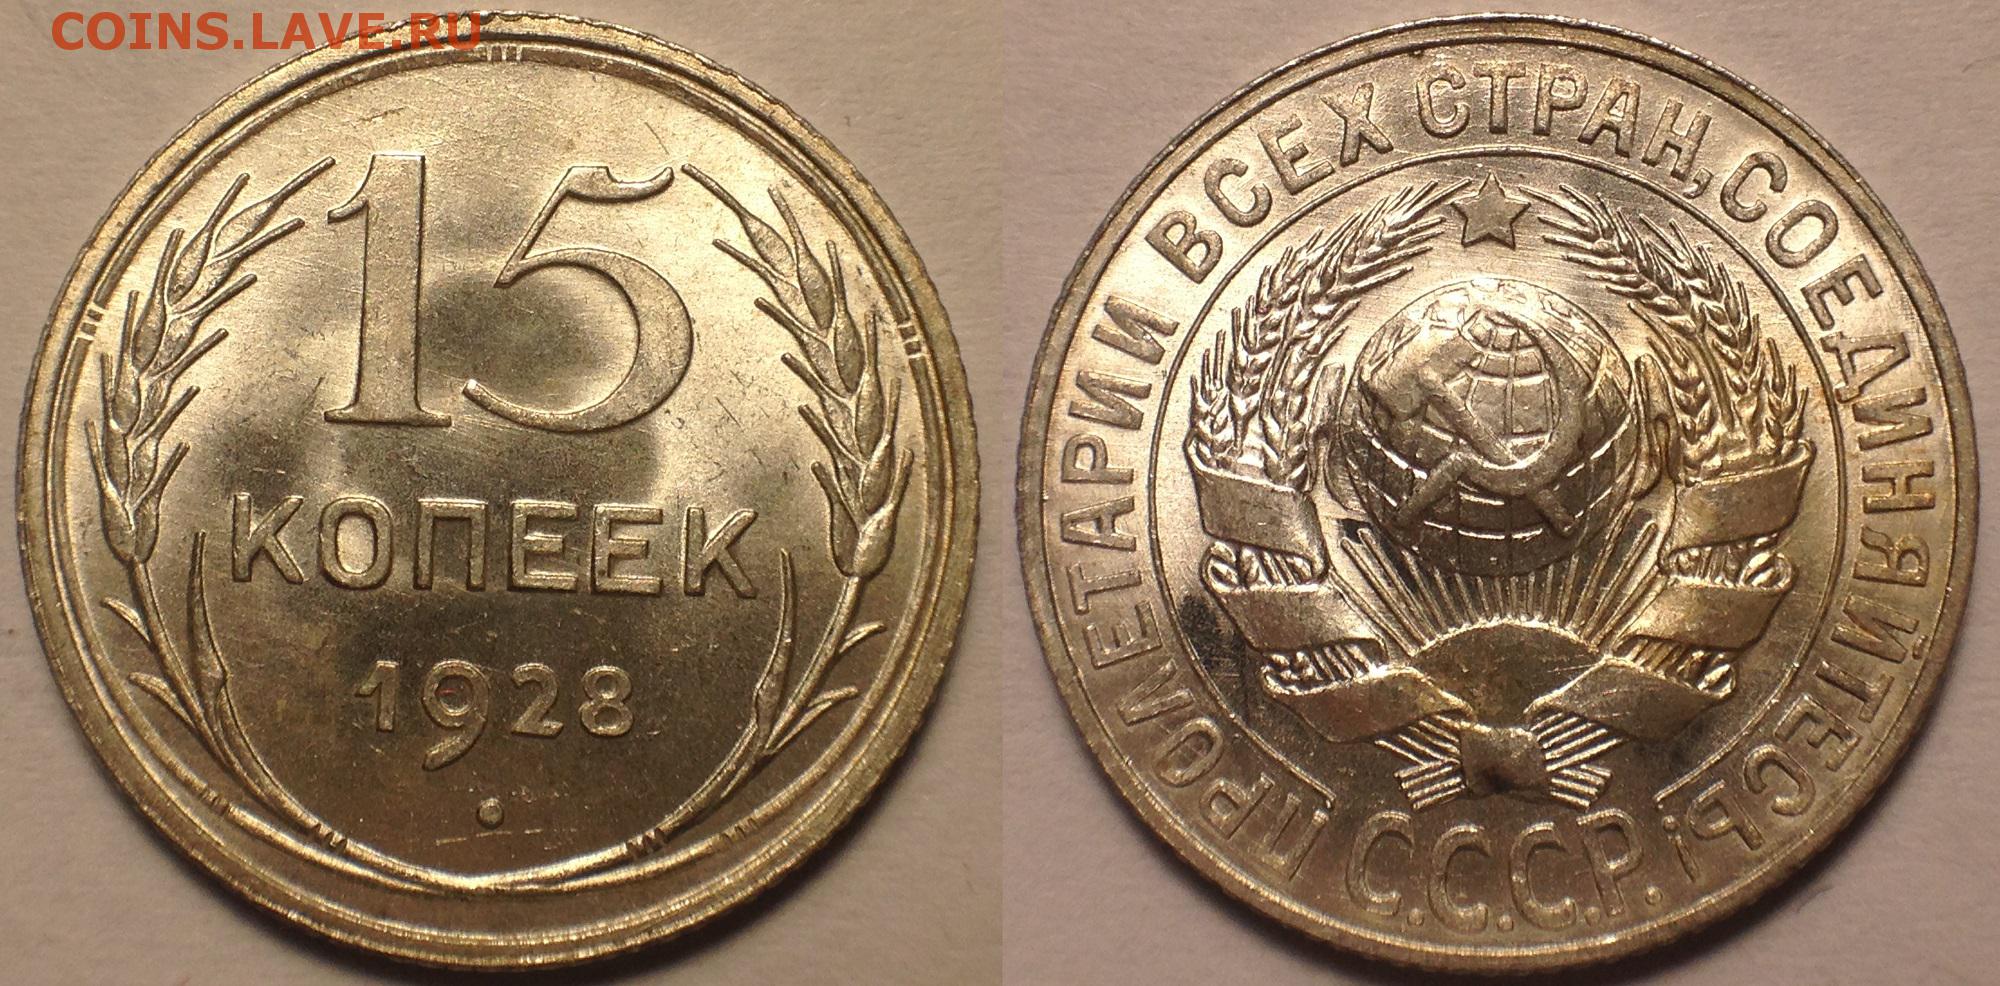 COINS.LAVE.RU
15
КОПЕЕК
1928
ПРОЛЕТАРИИ ВСЕХ СТРАН, СОЕДИНЯЙТЕСЬ!
С.С.С.Р.